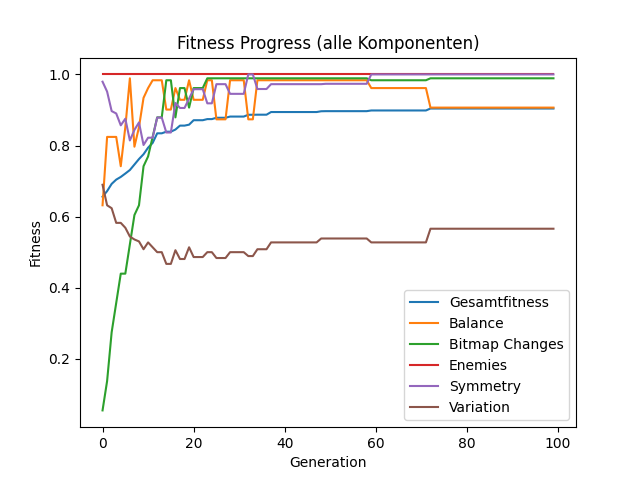 Fitness Progress (alle Komponenten)
Fitness
1.0
0.8
0.6
0.4
0.2
0 20 40 60 80 100
Generation
Gesamtfitness
Balance
Bitmap Changes
Enemies
Symmetry
Variation